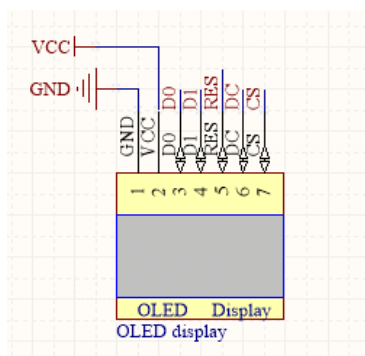 VCC
GND
D0 D1 RES DC CS
GND VCC D0 D1 RES DC CS
1 2 3 4 5 6 7
OLED Display
OLED display